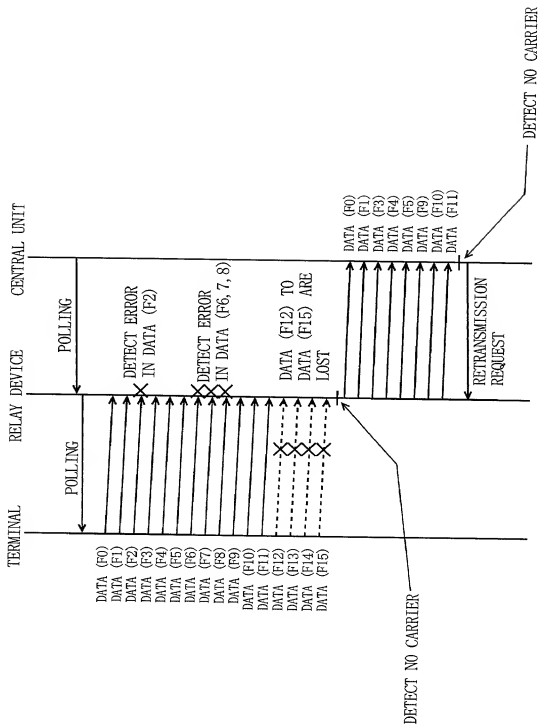 TERMINAL
RELAY DEVICE
CENTRAL UNIT
POLLING
POLLING
DATA (F0)
DATA (F1)
DATA (F2)
DATA (F3)
DATA (F4)
DATA (F5)
DATA (F6)
DATA (F7)
DATA (F8)
DATA (F9)
DATA (F10)
DATA (F11)
DATA (F12)
DATA (F13)
DATA (F14)
DATA (F15)
DETECT ERROR
IN DATA (F2)
DETECT ERROR
IN DATA (F6, 7, 8)
DATA (F12) TO
DATA (F15) ARE
LOST
DETECT NO CARRIER
DATA (F0)
DATA (F1)
DATA (F3)
DATA (F4)
DATA (F5)
DATA (F9)
DATA (F10)
DATA (F11)
RETRANSMISSION
REQUEST
DETECT NO CARRIER